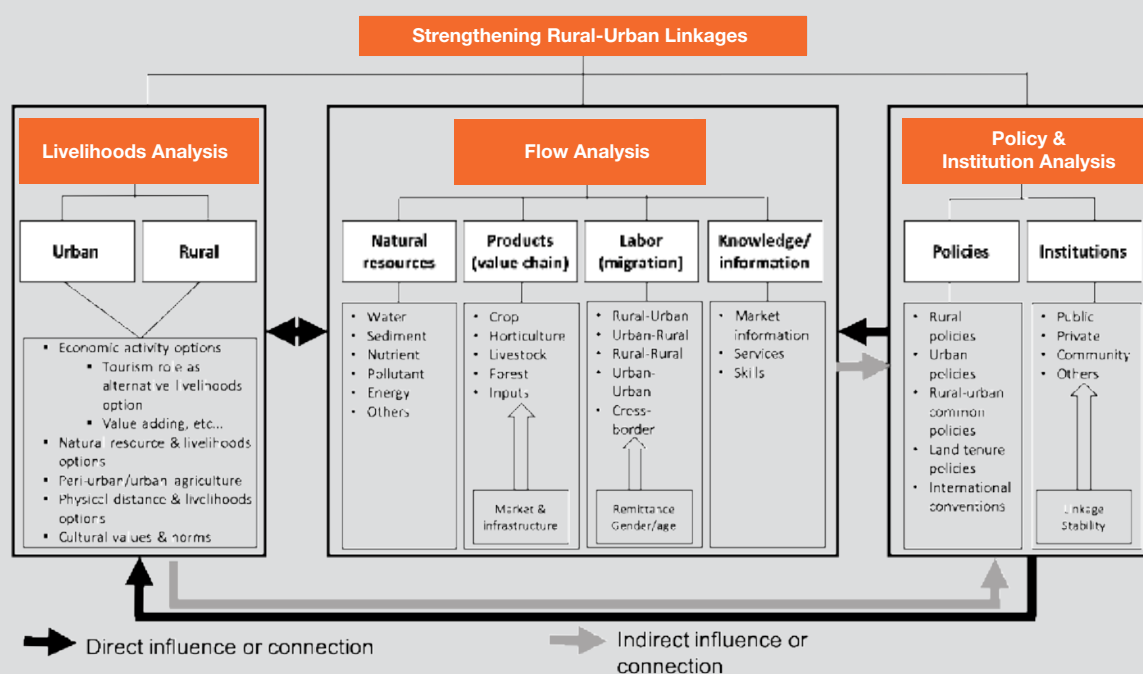 Strengthening Rural-Urban Linkages
Livelihoods Analysis
Urban
Rural
▪ Economic activity options
▪ Tourism role as
alternative livelihoods
option
▪ Value adding, etc...
▪ Natural resource & livelihoods
options
▪ Peri-urban/urban agriculture
▪ Physical distance & livelihoods
options
▪ Cultural values & norms
Flow Analysis
Natural
resources
• Water
• Sediment
• Nutrient
• Pollutant
• Energy
• Others
Products
(value chain)
• Crop
• Horticulture
• Livestock
• Forest
• Inputs
Market &
infrastructure
Labor
(migration)
• Rural-Urban
• Urban-Rural
• Rural-Rural
• Urban-
Urban
• Cross-
border
Remittance
Gender/age
Knowledge/
information
• Market
information
• Services
• Skills
Policy &
Institution Analysis
Policies
• Rural
policies
• Urban
policies
• Rural-urban
common
policies
• Land tenure
policies
• International
conventions
Institutions
• Public
• Private
• Community
• Others
Linkage
Stability
Direct influence or connection
Indirect influence or
connection